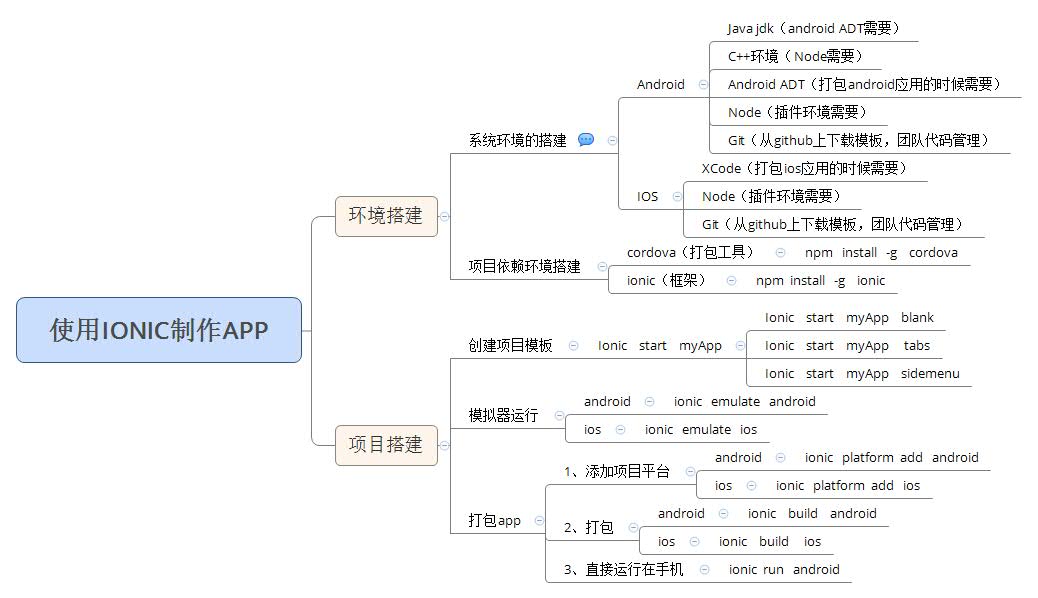 使用IONIC制作APP
环境搭建
系统环境的搭建
Android
Java jdk（android ADT需要）
C++环境（Node需要）
Android ADT（打包android应用的时候需要）
Node（插件环境需要）
Git（从github上下载模板，团队代码管理）
IOS
XCode（打包ios应用的时候需要）
Node（插件环境需要）
Git（从github上下载模板，团队代码管理）
项目依赖环境搭建
cordova（打包工具）
npm install -g cordova
ionic（框架）
npm install -g ionic
项目搭建
创建项目模板
Ionic start myApp
Ionic start myApp blank
Ionic start myApp tabs
Ionic start myApp sidemenu
模拟器运行
android
ionic emulate android
ios
ionic emulate ios
打包app
1、添加项目平台
android
ionic platform add android
ios
ionic platform add ios
2、打包
android
ionic build android
ios
ionic build ios
3、直接运行在手机
ionic run android